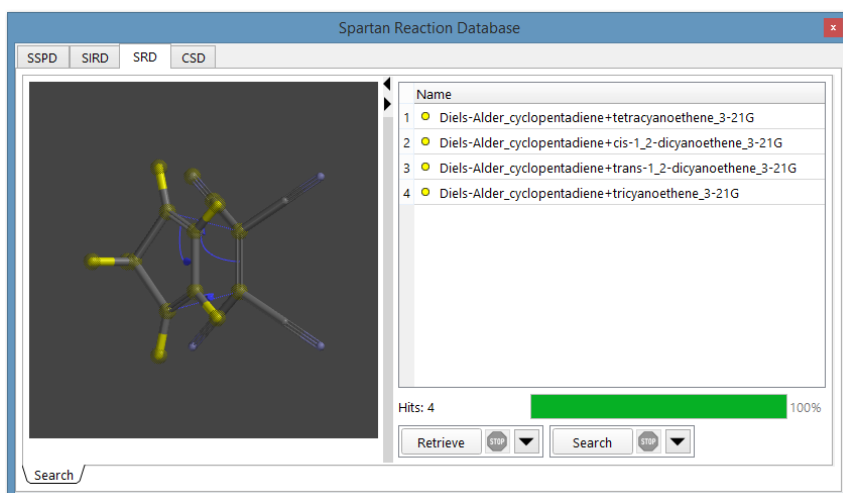 Spartan Reaction Database
x
SSPD SIRD SRD CSD
Name
1 Diels-Alder_cyclopentadiene+tetracyanoethene_3-21G
2 Diels-Alder_cyclopentadiene+cis-1_2-dicyanoethene_3-21G
3 Diels-Alder_cyclopentadiene+trans-1_2-dicyanoethene_3-21G
4 Diels-Alder_cyclopentadiene+tricyanoethene_3-21G
Hits: 4 100%
Retrieve STOP Search STOP
Search